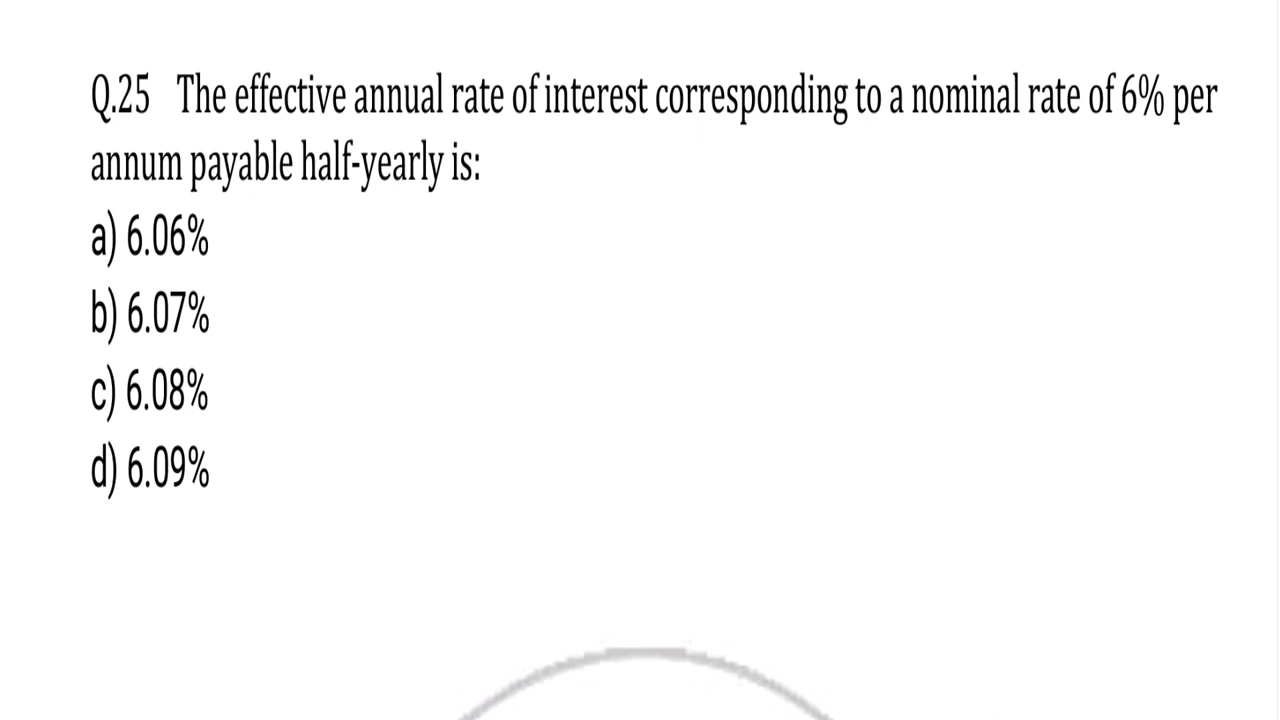 Q.25 The effective annual rate of interest corresponding to a nominal rate of 6% per
annum payable half-yearly is:
a) 6.06%
b) 6.07%
c) 6.08%
d) 6.09%